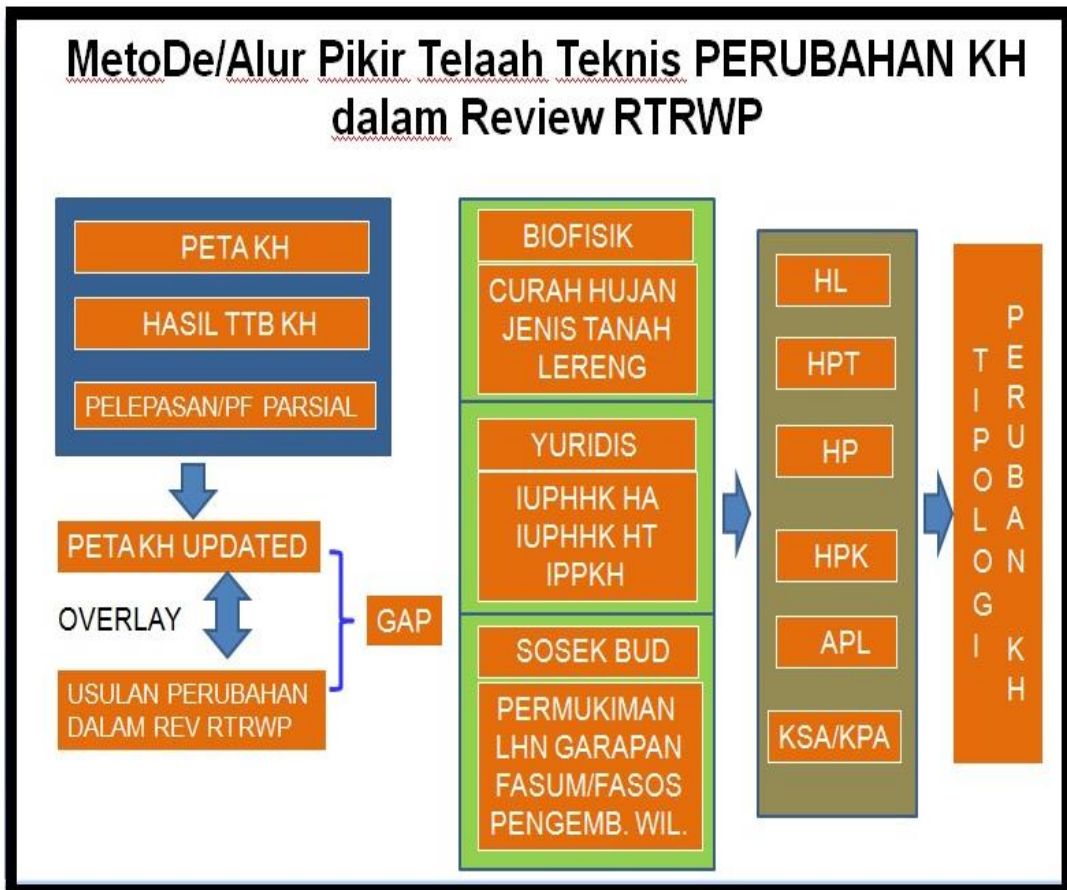 MetoDe/Alur Pikir Telaah Teknis PERUBAHAN KH
dalam Review RTRWP
PETA KH
HASIL TTB KH
PELEPASAN/PF PARSIAL
PETA KH UPDATED
OVERLAY
USULAN PERUBAHAN
DALAM REV RTRWP
GAP
BIOFISIK
CURAH HUJAN
JENIS TANAH
LERENG
YURIDIS
IUPHHK HA
IUPHHK HT
IPPKH
SOSEK BUD
PERMUKIMAN
LHN GARAPAN
FASUM/FASOS
PENGEMB. WIL.
HL
HPT
HP
HPK
APL
KSA/KPA
TIPOLOGI
PERUBAN KH